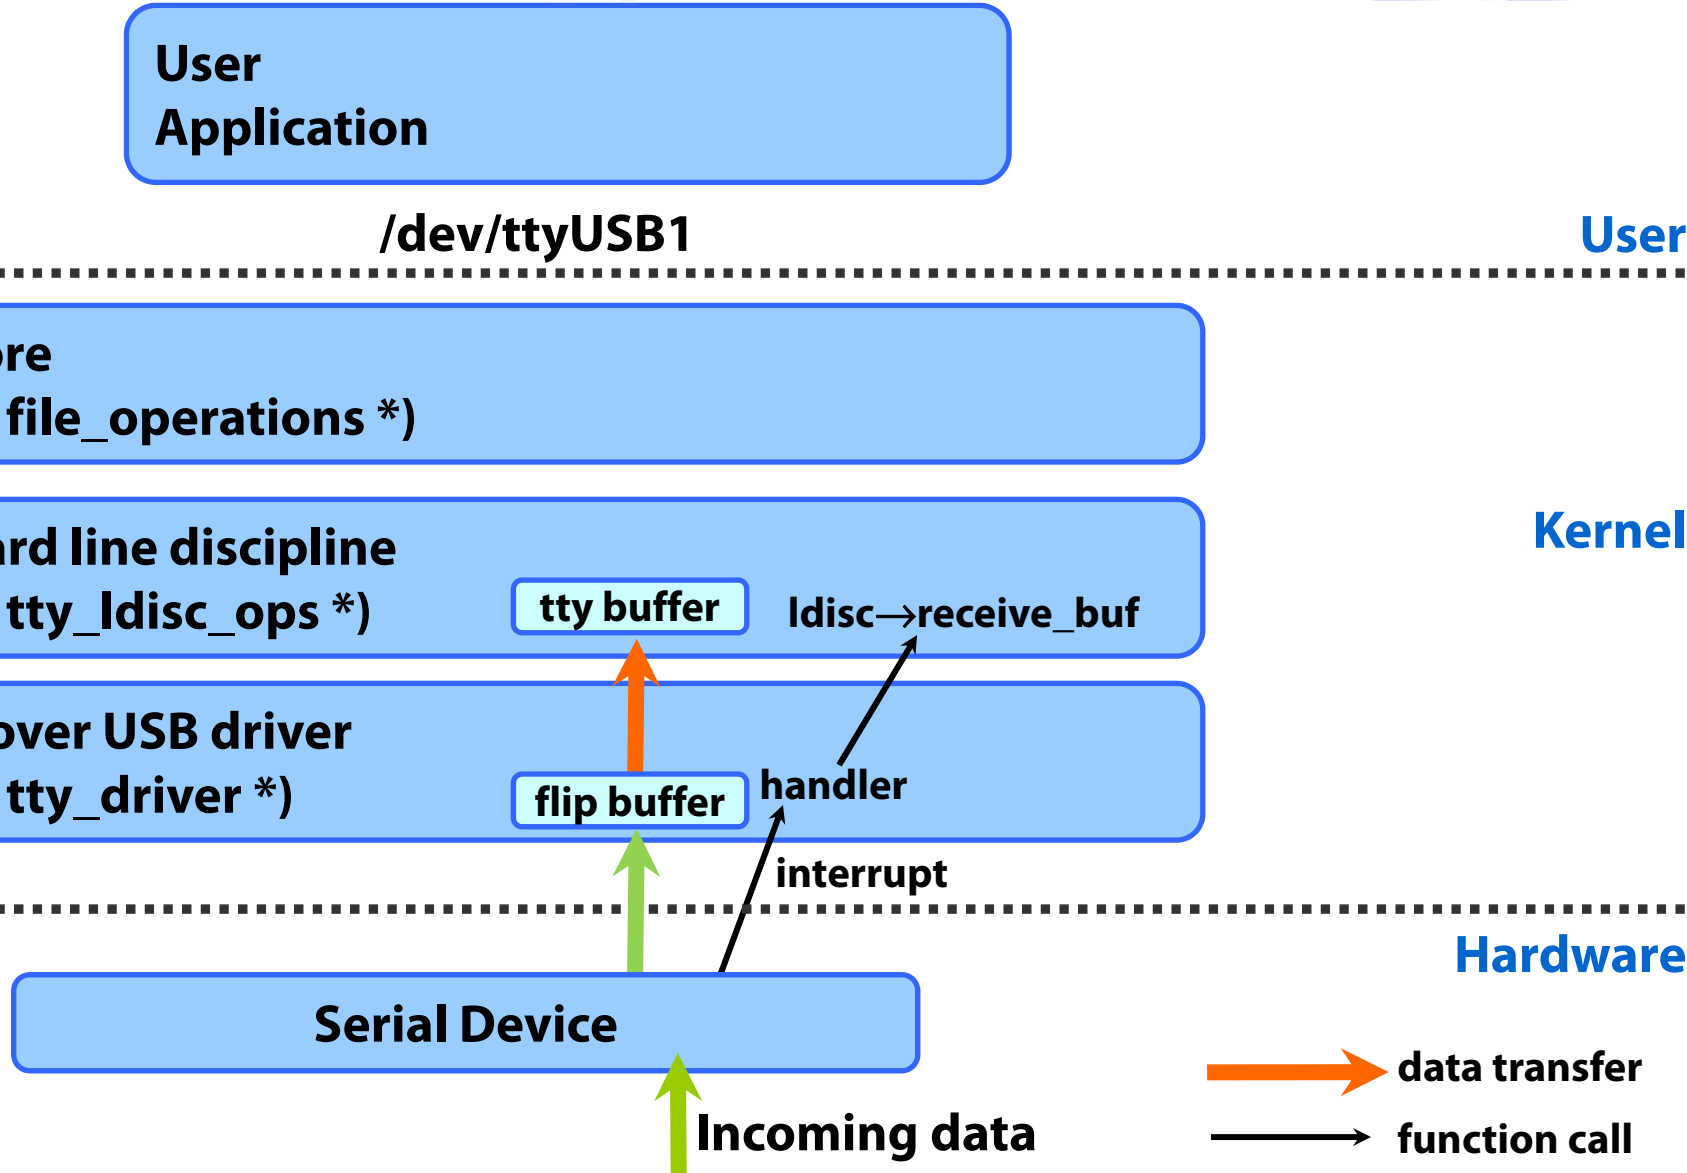 User
Application
/dev/ttyUSB1
User
ore
file_operations *)
ard line discipline
tty_ldisc_ops *)
tty buffer
ldisc→receive_buf
Kernel
over USB driver
tty_driver *)
flip buffer
handler
interrupt
Hardware
Serial Device
Incoming data
data transfer
function call